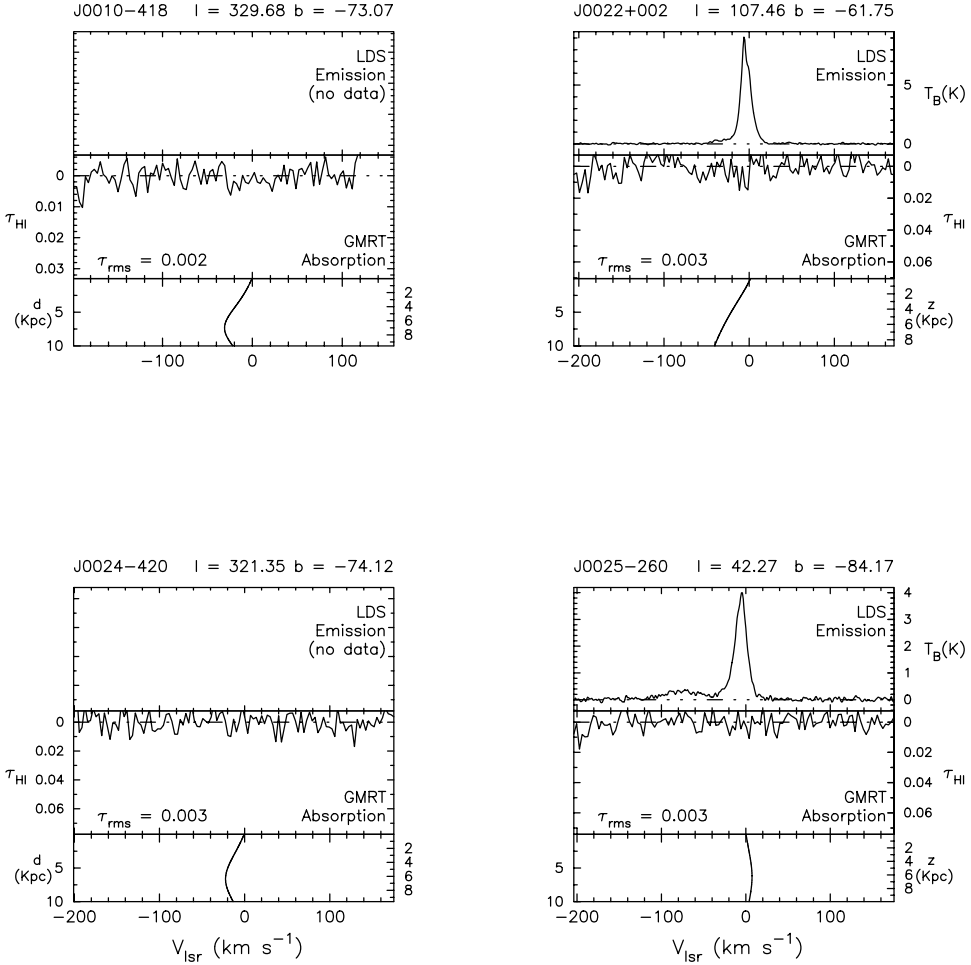 J0010−418 l = 329.68 b = −73.07
LDS
Emission
(no data)
0
0.01
0.02
0.03
τHI
GMRT
τrms = 0.002 Absorption
d
(Kpc)
5
10
2
4
6
8
−100 0 100
J0022+002 l = 107.46 b = −61.75
LDS
Emission
5
0
TB(K)
0
0.02
0.04
0.06
τHI
GMRT
τrms = 0.003 Absorption
5
10
2
4
6
8
z
(Kpc)
−200 −100 0 100
J0024−420 l = 321.35 b = −74.12
LDS
Emission
(no data)
0
0.02
0.04
0.06
τHI
GMRT
τrms = 0.003 Absorption
d
(Kpc)
5
10
2
4
6
8
−200 −100 0 100
Vlsr (km s−1)
J0025−260 l = 42.27 b = −84.17
LDS
Emission
4
3
2
1
0
TB(K)
0
0.02
0.04
0.06
τHI
GMRT
τrms = 0.003 Absorption
5
10
2
4
6
8
z
(Kpc)
−200 −100 0 100
Vlsr (km s−1)